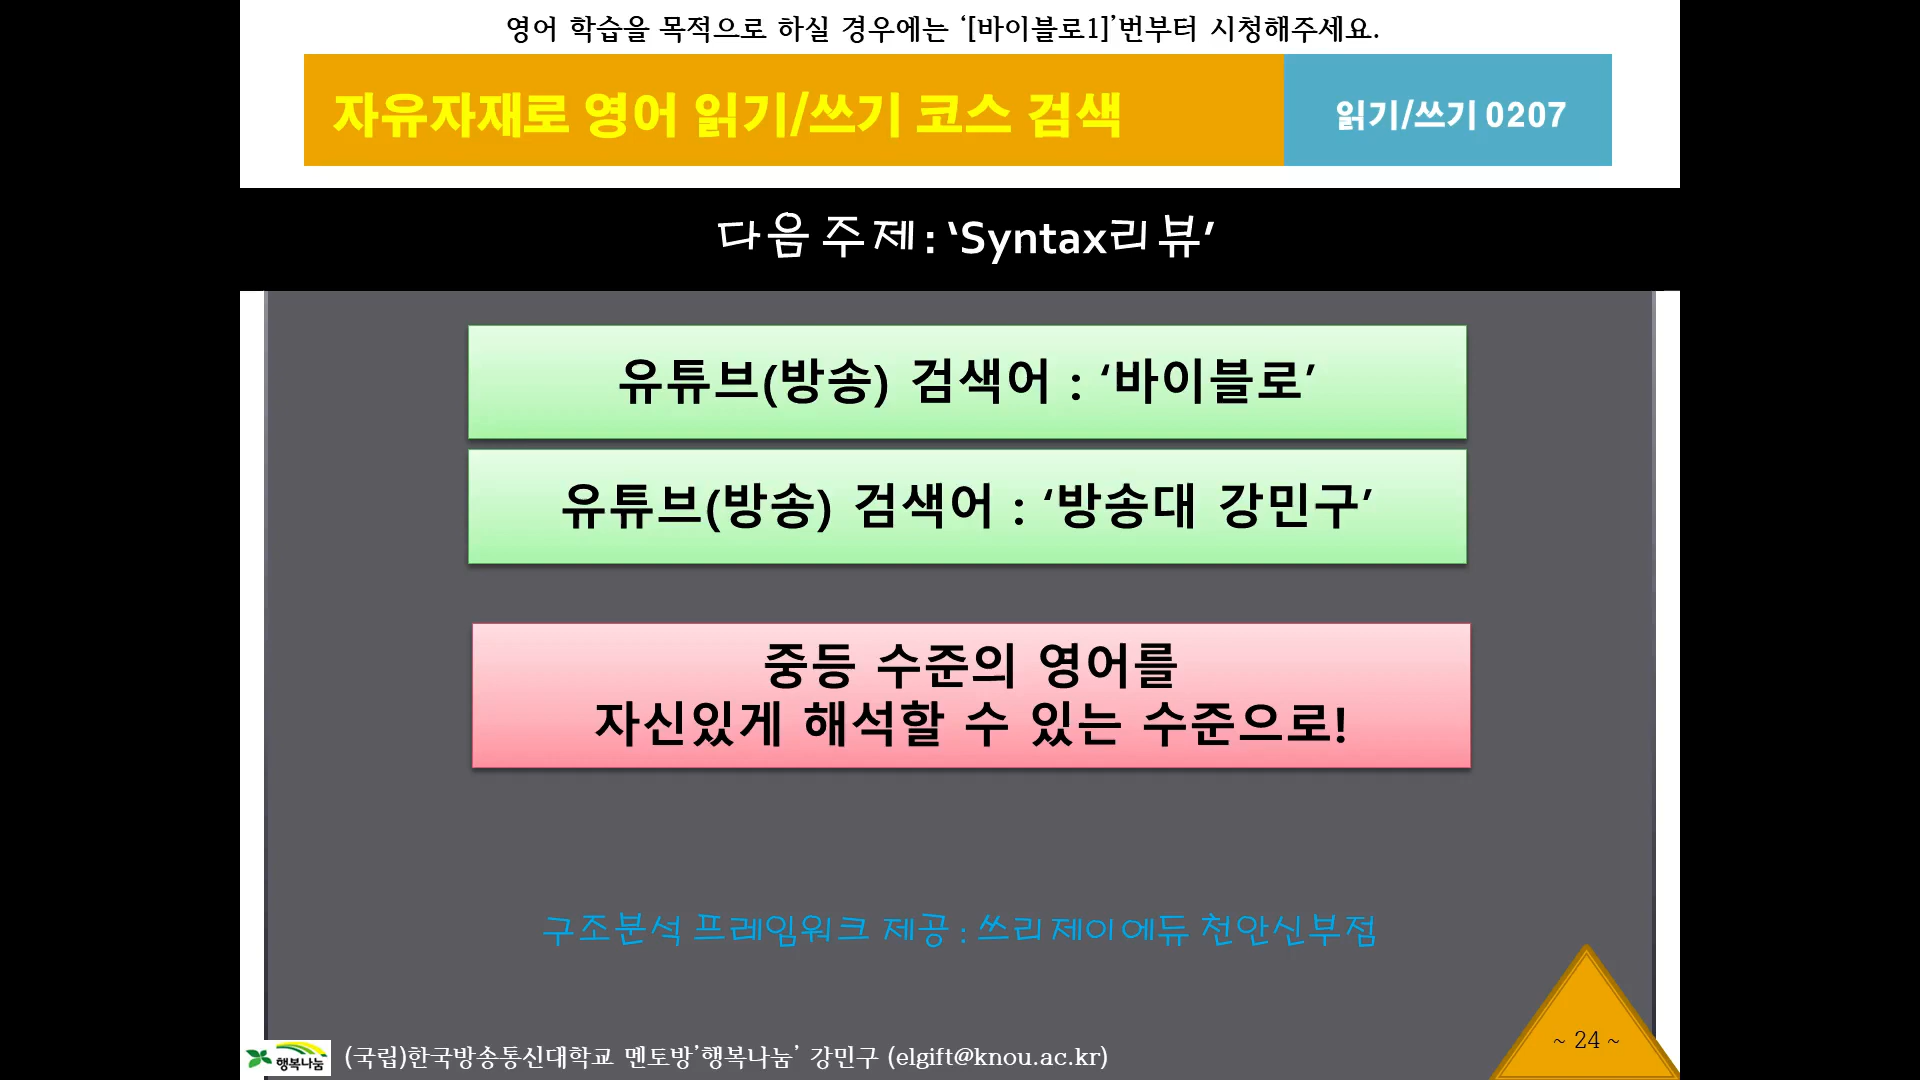 영어 학습을 목적으로 하실 경우에는 ‘[바이블로1]’번부터 시청해주세요.
자유자재로 영어 읽기/쓰기 코스 검색
읽기/쓰기 0207
다음 주제: ‘Syntax리뷰’
유튜브(방송) 검색어 : ‘바이블로’
유튜브(방송) 검색어 : ‘방송대 강민구’
중등 수준의 영어를
자신있게 해석할 수 있는 수준으로!
구조분석 프레임워크 제공 : 쓰리제이에듀 천안신부점
행복나눔
(국립)한국방송통신대학교 멘토방’행복나눔’ 강민구 (elgift@knou.ac.kr)
~ 24 ~